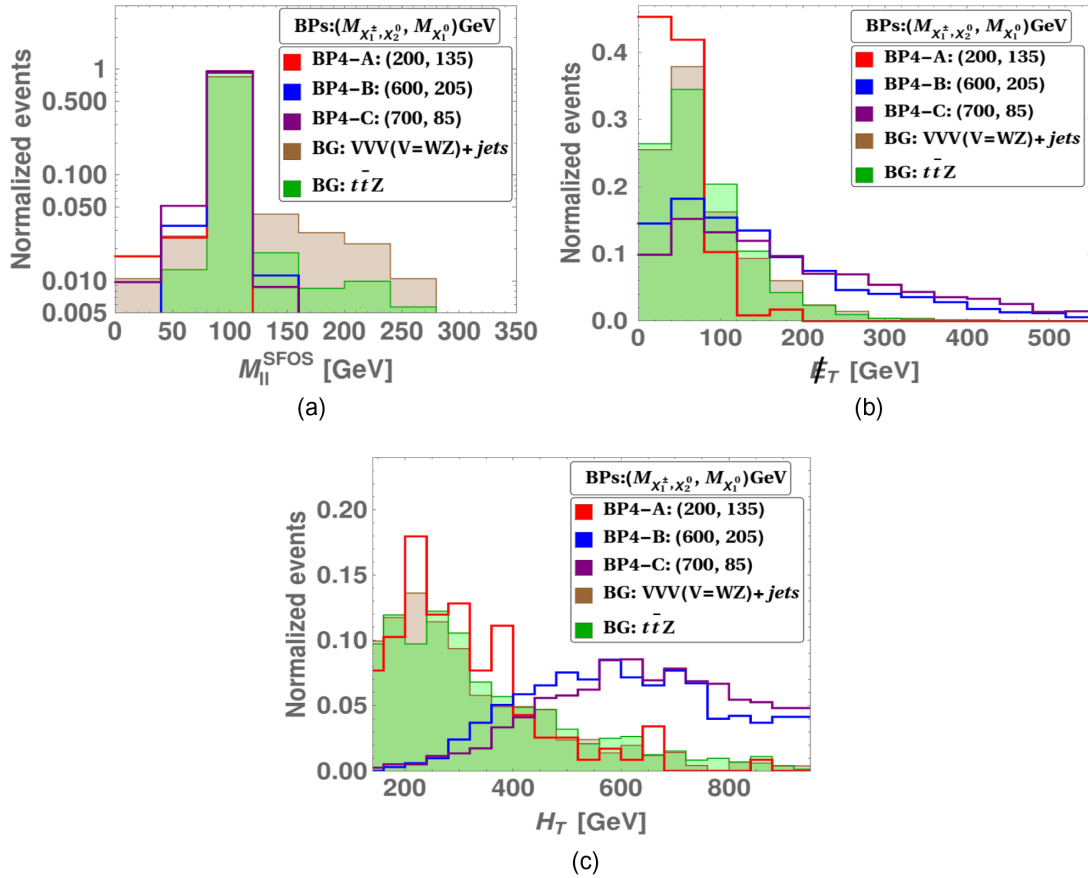 BPs:(M_{χ₁^±,χ₂^0}, M_{χ₁^0})GeV
BP4-A: (200, 135)
BP4-B: (600, 205)
BP4-C: (700, 85)
BG: VVV(V=WZ)+jets
BG: tt̄Z
Normalized events
1
0.500
0.100
0.050
0.010
0.005
0 50 100 150 200 250 300 350
M_{ll}^{SFOS} [GeV]
(a)
BPs:(M_{χ₁^±,χ₂^0}, M_{χ₁^0})GeV
BP4-A: (200, 135)
BP4-B: (600, 205)
BP4-C: (700, 85)
BG: VVV(V=WZ)+jets
BG: tt̄Z
Normalized events
0.4
0.3
0.2
0.1
0.0
0 100 200 300 400 500
E̸_T [GeV]
(b)
BPs:(M_{χ₁^±,χ₂^0}, M_{χ₁^0})GeV
BP4-A: (200, 135)
BP4-B: (600, 205)
BP4-C: (700, 85)
BG: VVV(V=WZ)+jets
BG: tt̄Z
Normalized events
0.20
0.15
0.10
0.05
0.00
200 400 600 800
H_T [GeV]
(c)